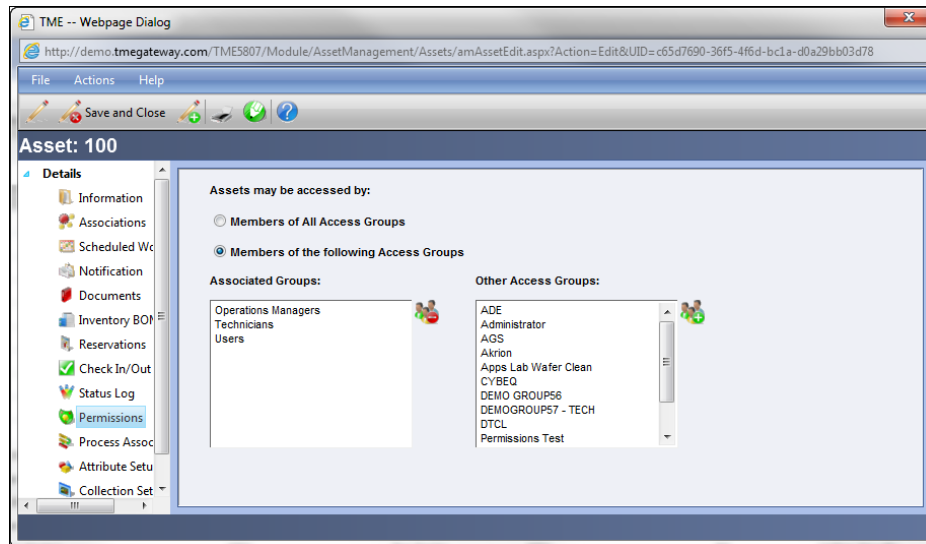 TME -- Webpage Dialog
http://demo.tmegateway.com/TME5807/Module/AssetManagement/Assets/amAssetEdit.aspx?Action=Edit&UID=c65d7690-36f5-4f6d-bc1a-d0a29bb03d78
File Actions Help
Save and Close
Asset: 100
Details
Information
Associations
Scheduled Wc
Notification
Documents
Inventory BON
Reservations
Check In/Out
Status Log
Permissions
Process Assoc
Attribute Setu
Collection Set
Assets may be accessed by:
Members of All Access Groups
Members of the following Access Groups
Associated Groups:
Operations Managers
Technicians
Users
Other Access Groups:
ADE
Administrator
AGS
Akrion
Apps Lab Wafer Clean
CYBEQ
DEMO GROUP56
DEMOGROUP57 - TECH
DTCL
Permissions Test